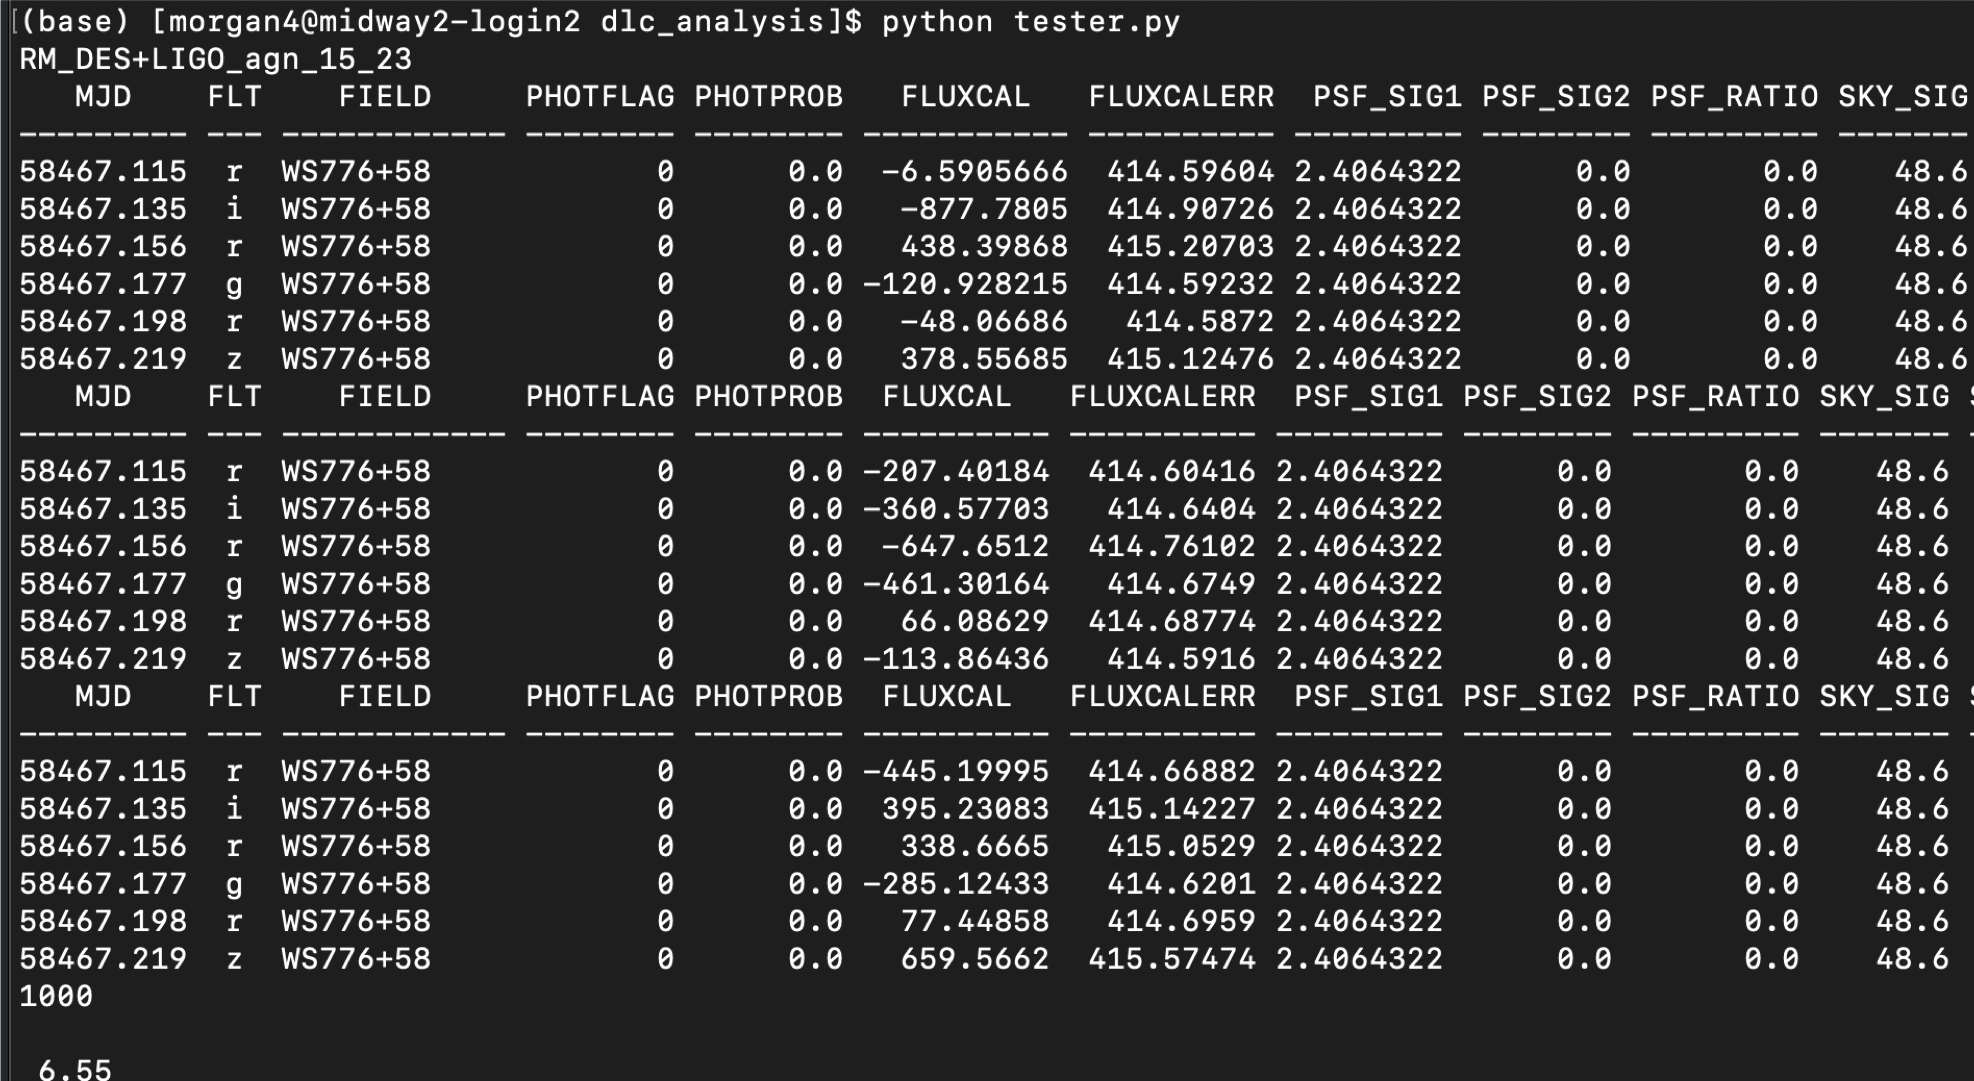 (base) [morgan4@midway2-login2 dlc_analysis]$ python tester.py
RM_DES+LIGO_agn_15_23
   MJD    FLT    FIELD     PHOTFLAG PHOTPROB   FLUXCAL   FLUXCALERR  PSF_SIG1 PSF_SIG2 PSF_RATIO SKY_SIG
--------- --- ------------ -------- -------- ----------- ---------- --------- -------- --------- -------
58467.115  r  WS776+58            0      0.0  -6.5905666  414.59604 2.4064322      0.0       0.0    48.6
58467.135  i  WS776+58            0      0.0   -877.7805  414.90726 2.4064322      0.0       0.0    48.6
58467.156  r  WS776+58            0      0.0   438.39868  415.20703 2.4064322      0.0       0.0    48.6
58467.177  g  WS776+58            0      0.0 -120.928215  414.59232 2.4064322      0.0       0.0    48.6
58467.198  r  WS776+58            0      0.0   -48.06686   414.5872 2.4064322      0.0       0.0    48.6
58467.219  z  WS776+58            0      0.0   378.55685  415.12476 2.4064322      0.0       0.0    48.6
   MJD    FLT    FIELD     PHOTFLAG PHOTPROB  FLUXCAL   FLUXCALERR  PSF_SIG1 PSF_SIG2 PSF_RATIO SKY_SIG
--------- --- ------------ -------- -------- ---------- ---------- --------- -------- --------- ------- -
58467.115  r  WS776+58            0      0.0 -207.40184  414.60416 2.4064322      0.0       0.0    48.6
58467.135  i  WS776+58            0      0.0 -360.57703   414.6404 2.4064322      0.0       0.0    48.6
58467.156  r  WS776+58            0      0.0  -647.6512  414.76102 2.4064322      0.0       0.0    48.6
58467.177  g  WS776+58            0      0.0 -461.30164   414.6749 2.4064322      0.0       0.0    48.6
58467.198  r  WS776+58            0      0.0   66.08629  414.68774 2.4064322      0.0       0.0    48.6
58467.219  z  WS776+58            0      0.0 -113.86436   414.5916 2.4064322      0.0       0.0    48.6
   MJD    FLT    FIELD     PHOTFLAG PHOTPROB  FLUXCAL   FLUXCALERR  PSF_SIG1 PSF_SIG2 PSF_RATIO SKY_SIG
--------- --- ------------ -------- -------- ---------- ---------- --------- -------- --------- ------- -
58467.115  r  WS776+58            0      0.0 -445.19995  414.66882 2.4064322      0.0       0.0    48.6
58467.135  i  WS776+58            0      0.0  395.23083  415.14227 2.4064322      0.0       0.0    48.6
58467.156  r  WS776+58            0      0.0   338.6665   415.0529 2.4064322      0.0       0.0    48.6
58467.177  g  WS776+58            0      0.0 -285.12433   414.6201 2.4064322      0.0       0.0    48.6
58467.198  r  WS776+58            0      0.0   77.44858   414.6959 2.4064322      0.0       0.0    48.6
58467.219  z  WS776+58            0      0.0   659.5662  415.57474 2.4064322      0.0       0.0    48.6
1000
6.55